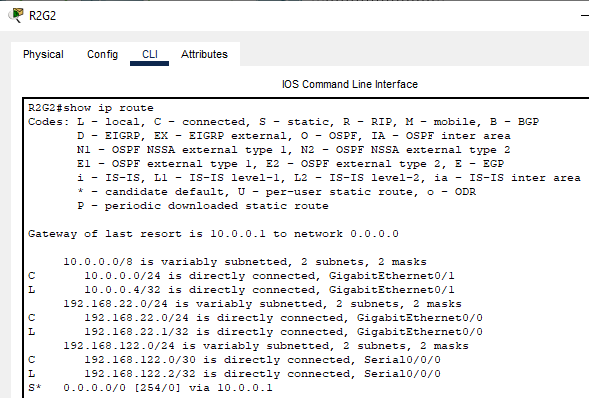 R2G2
Physical Config CLI Attributes
IOS Command Line Interface
R2G2#show ip route
Codes: L - local, C - connected, S - static, R - RIP, M - mobile, B - BGP
D - EIGRP, EX - EIGRP external, O - OSPF, IA - OSPF inter area
N1 - OSPF NSSA external type 1, N2 - OSPF NSSA external type 2
E1 - OSPF external type 1, E2 - OSPF external type 2, E - EGP
i - IS-IS, L1 - IS-IS level-1, L2 - IS-IS level-2, ia - IS-IS inter area
* - candidate default, U - per-user static route, o - ODR
P - periodic downloaded static route
Gateway of last resort is 10.0.0.1 to network 0.0.0.0
10.0.0.0/8 is variably subnetted, 2 subnets, 2 masks
C 10.0.0.0/24 is directly connected, GigabitEthernet0/1
L 10.0.0.4/32 is directly connected, GigabitEthernet0/1
192.168.22.0/24 is variably subnetted, 2 subnets, 2 masks
C 192.168.22.0/24 is directly connected, GigabitEthernet0/0
L 192.168.22.1/32 is directly connected, GigabitEthernet0/0
192.168.122.0/24 is variably subnetted, 2 subnets, 2 masks
C 192.168.122.0/30 is directly connected, Serial0/0/0
L 192.168.122.2/32 is directly connected, Serial0/0/0
S* 0.0.0.0/0 [254/0] via 10.0.0.1